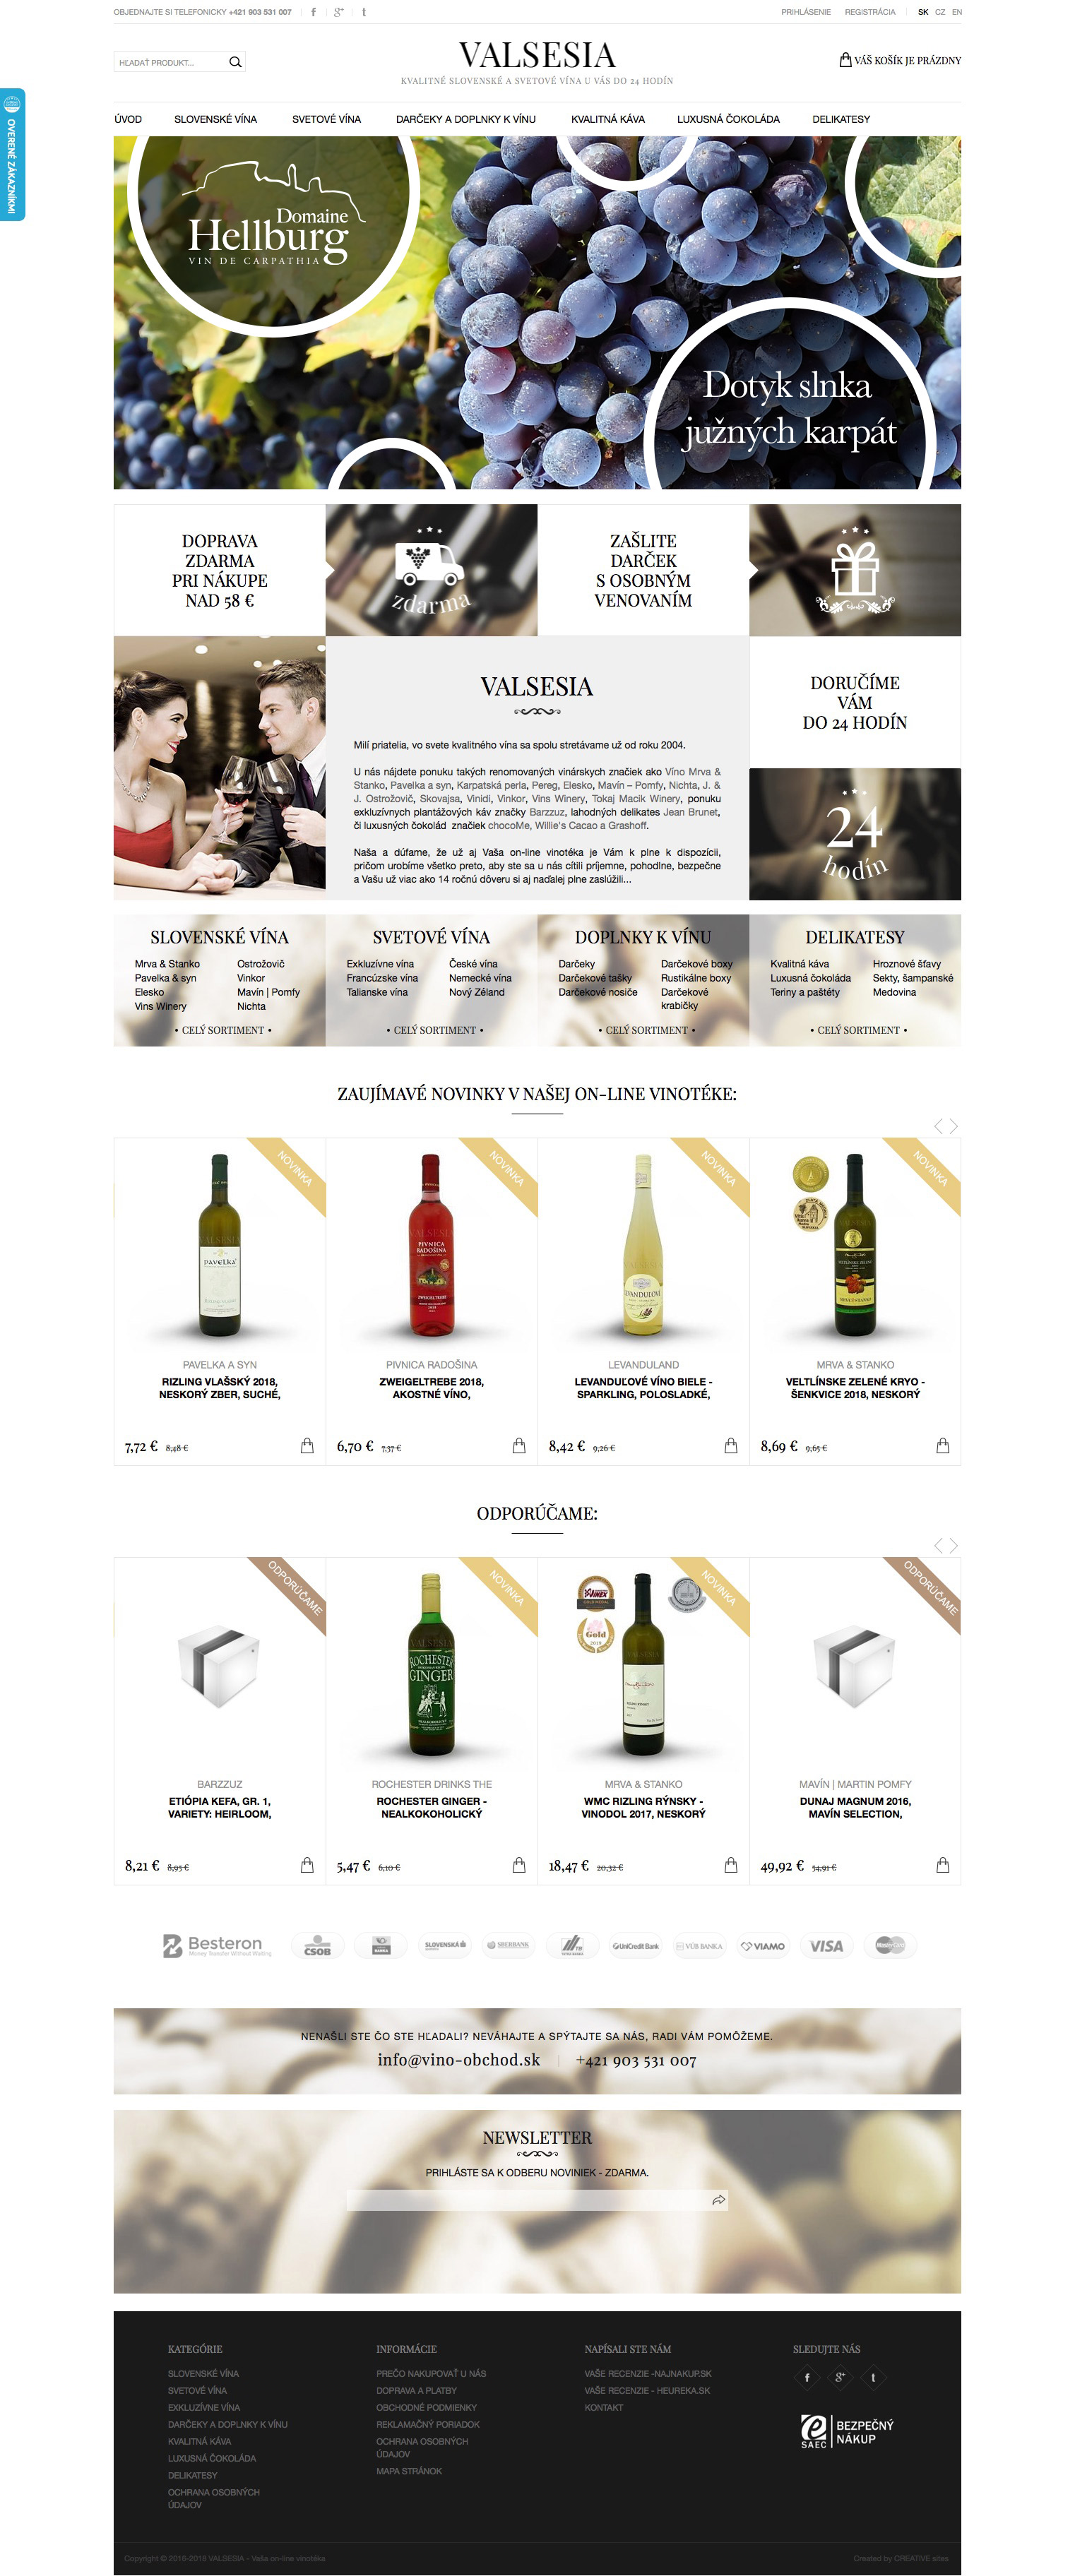 OBJEDNAJTE SI TELEFONICKY +421 903 531 007
PRIHLÁSENIE REGISTRÁCIA SK CZ EN
HĽADAŤ PRODUKT...
VALSESIA
KVALITNÉ SLOVENSKÉ A SVETOVÉ VÍNA U VÁS DO 24 HODÍN
VÁŠ KOŠÍK JE PRÁZDNY
OVERENÉ ZÁKAZNÍKMI
ÚVOD SLOVENSKÉ VÍNA SVETOVÉ VÍNA DARČEKY A DOPLNKY K VÍNU KVALITNÁ KÁVA LUXUSNÁ ČOKOLÁDA DELIKATESY
Domaine
Hellburg
VIN DE CARPATHIA
Dotyk slnka
južných karpát
DOPRAVA
ZDARMA
PRI NÁKUPE
NAD 58 €
zdarma
ZAŠLITE
DARČEK
S OSOBNÝM
VENOVANÍM
VALSESIA
Milí priatelia, vo svete kvalitného vína sa spolu stretávame už od roku 2004.
U nás nájdete ponuku takých renomovaných vinárskych značiek ako Víno Mrva &
Stanko, Pavelka a syn, Karpatská perla, Pereg, Elesko, Mavín – Pomfy, Nichta, J. &
J. Ostrožovič, Skovajsa, Vinidi, Vinkor, Vins Winery, Tokaj Macik Winery, ponuku
exkluzívnych plantážových káv značky Barzzuz, lahodných delikates Jean Brunet,
či luxusných čokolád značiek chocoMe, Willie's Cacao a Grashoff.
Naša a dúfame, že už aj Vaša on-line vinotéka je Vám k plne k dispozícii,
pričom urobíme všetko preto, aby ste sa u nás cítili príjemne, pohodlne, bezpečne
a Vašu už viac ako 14 ročnú dôveru si aj naďalej plne zaslúžili...
DORUČÍME
VÁM
DO 24 HODÍN
24
hodín
SLOVENSKÉ VÍNA
Mrva & Stanko Ostrožovič
Pavelka & syn Vinkor
Elesko Mavín | Pomfy
Vins Winery Nichta
• CELÝ SORTIMENT •
SVETOVÉ VÍNA
Exkluzívne vína České vína
Francúzske vína Nemecké vína
Talianske vína Nový Zéland
• CELÝ SORTIMENT •
DOPLNKY K VÍNU
Darčeky Darčekové boxy
Darčekové tašky Rustikálne boxy
Darčekové nosiče Darčekové
krabičky
• CELÝ SORTIMENT •
DELIKATESY
Kvalitná káva Hroznové šťavy
Luxusná čokoláda Sekty, šampanské
Teriny a paštéty Medovina
• CELÝ SORTIMENT •
ZAUJÍMAVÉ NOVINKY V NAŠEJ ON-LINE VINOTÉKE:
NOVINKA NOVINKA NOVINKA NOVINKA
VALSESIA
PAVELKA
PIVNICA
RADOŠINA
ZWEIGELTREBE
MRVA & STANKO
PAVELKA A SYN
RIZLING VLAŠSKÝ 2018,
NESKORÝ ZBER, SUCHÉ,
7,72 € 8,48 €
PIVNICA RADOŠINA
ZWEIGELTREBE 2018,
AKOSTNÉ VÍNO,
6,70 € 7,37 €
LEVANDULAND
LEVANDUĽOVÉ VÍNO BIELE -
SPARKLING, POLOSLADKÉ,
8,42 € 9,26 €
MRVA & STANKO
VELTLÍNSKE ZELENÉ KRYO -
ŠENKVICE 2018, NESKORÝ
8,69 € 9,65 €
ODPORÚČAME:
ODPORÚČAME NOVINKA NOVINKA ODPORÚČAME
VALSESIA
ROCHESTER
GINGER
Gold
2019
BARZZUZ
ETIÓPIA KEFA, GR. 1,
VARIETY: HEIRLOOM,
8,21 € 8,95 €
ROCHESTER DRINKS THE
ROCHESTER GINGER -
NEALKOKOHOLICKÝ
5,47 € 6,10 €
MRVA & STANKO
WMC RIZLING RÝNSKY -
VINODOL 2017, NESKORÝ
18,47 € 20,32 €
MAVÍN | MARTIN POMFY
DUNAJ MAGNUM 2016,
MAVÍN SELECTION,
49,92 € 54,91 €
Besteron
Money Transfer Without Waiting
ČSOB SLOVENSKÁ SBERBANK UniCredit Bank VÚB BANKA VIAMO VISA MasterCard
NENAŠLI STE ČO STE HĽADALI? NEVÁHAJTE A SPÝTAJTE SA NÁS, RADI VÁM POMÔŽEME.
info@vino-obchod.sk | +421 903 531 007
NEWSLETTER
PRIHLÁSTE SA K ODBERU NOVINIEK - ZDARMA.
KATEGÓRIE
SLOVENSKÉ VÍNA
SVETOVÉ VÍNA
EXKLUZÍVNE VÍNA
DARČEKY A DOPLNKY K VÍNU
KVALITNÁ KÁVA
LUXUSNÁ ČOKOLÁDA
DELIKATESY
OCHRANA OSOBNÝCH
ÚDAJOV
INFORMÁCIE
PREČO NAKUPOVAŤ U NÁS
DOPRAVA A PLATBY
OBCHODNÉ PODMIENKY
REKLAMAČNÝ PORIADOK
OCHRANA OSOBNÝCH
ÚDAJOV
MAPA STRÁNOK
NAPÍSALI STE NÁM
VAŠE RECENZIE -NAJNAKUP.SK
VAŠE RECENZIE - HEUREKA.SK
KONTAKT
SLEDUJTE NÁS
SAEC BEZPEČNÝ
NÁKUP
Copyright © 2016-2018 VALSESIA - Vaša on-line vinotéka
Created by CREATIVE sites